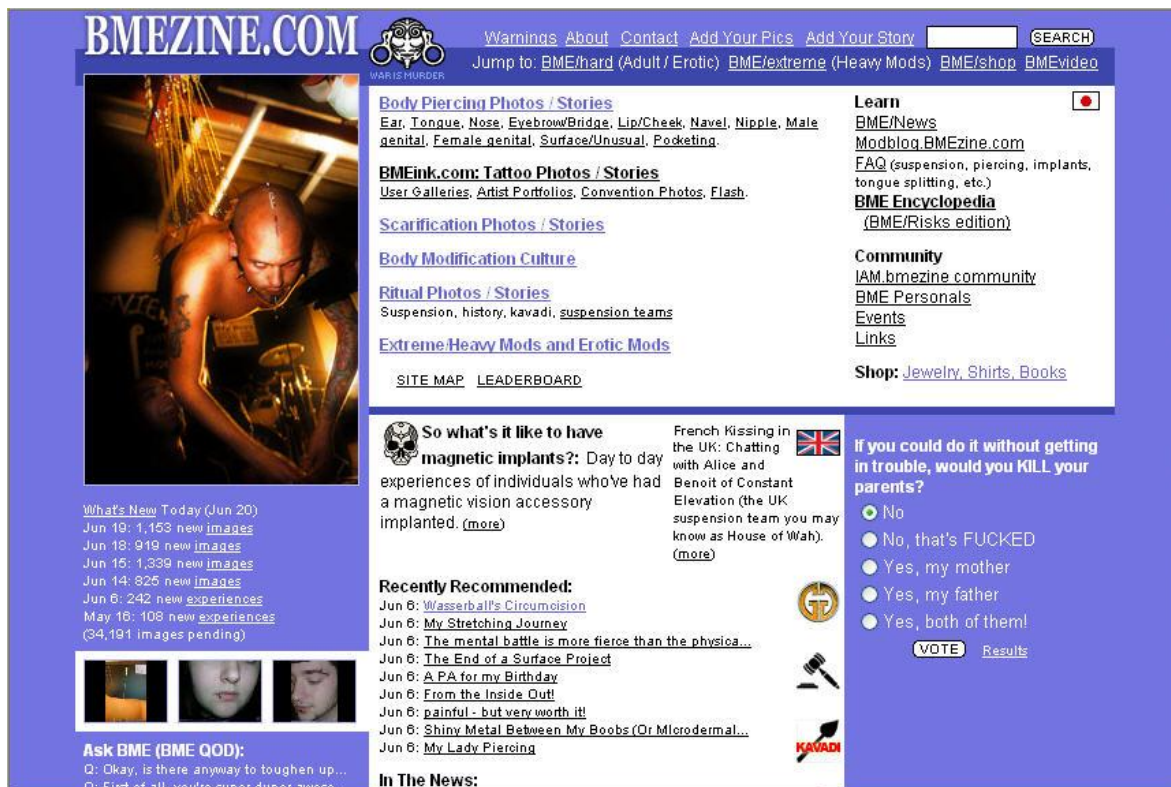 BMEZINE.COM
WAR IS MURDER
Warnings About Contact Add Your Pics Add Your Story SEARCH
Jump to: BME/hard (Adult / Erotic) BME/extreme (Heavy Mods) BME/shop BMEvideo
Body Piercing Photos / Stories
Ear, Tongue, Nose, Eyebrow/Bridge, Lip/Cheek, Navel, Nipple, Male
genital, Female genital, Surface/Unusual, Pocketing.
BMEink.com: Tattoo Photos / Stories
User Galleries, Artist Portfolios, Convention Photos, Flash.
Scarification Photos / Stories
Body Modification Culture
Ritual Photos / Stories
Suspension, history, kavadi, suspension teams
Extreme/Heavy Mods and Erotic Mods
SITE MAP LEADERBOARD
Learn
BME/News
Modblog.BMEzine.com
FAQ (suspension, piercing, implants,
tongue splitting, etc.)
BME Encyclopedia
(BME/Risks edition)
Community
IAM.bmezine community
BME Personals
Events
Links
Shop: Jewelry, Shirts, Books
What's New Today (Jun 20)
Jun 19: 1,153 new images
Jun 18: 919 new images
Jun 15: 1,339 new images
Jun 14: 825 new images
Jun 6: 242 new experiences
May 16: 108 new experiences
(34,191 images pending)
Ask BME (BME QOD):
Q: Okay, is there anyway to toughen up...
Q: First of all, you're super duper aweso...
So what's it like to have
magnetic implants?: Day to day
experiences of individuals who've had
a magnetic vision accessory
implanted. (more)
French Kissing in
the UK: Chatting
with Alice and
Benoit of Constant
Elevation (the UK
suspension team you may
know as House of Wah).
(more)
Recently Recommended:
Jun 6: Wasserball's Circumcision
Jun 6: My Stretching Journey
Jun 6: The mental battle is more fierce than the physica...
Jun 6: The End of a Surface Project
Jun 6: A PA for my Birthday
Jun 6: From the Inside Out!
Jun 6: painful - but very worth it!
Jun 6: Shiny Metal Between My Boobs (Or MIcrodermal...
Jun 6: My Lady Piercing
KAVADI
In The News:
If you could do it without getting
in trouble, would you KILL your
parents?
No
No, that's FUCKED
Yes, my mother
Yes, my father
Yes, both of them!
VOTE Results